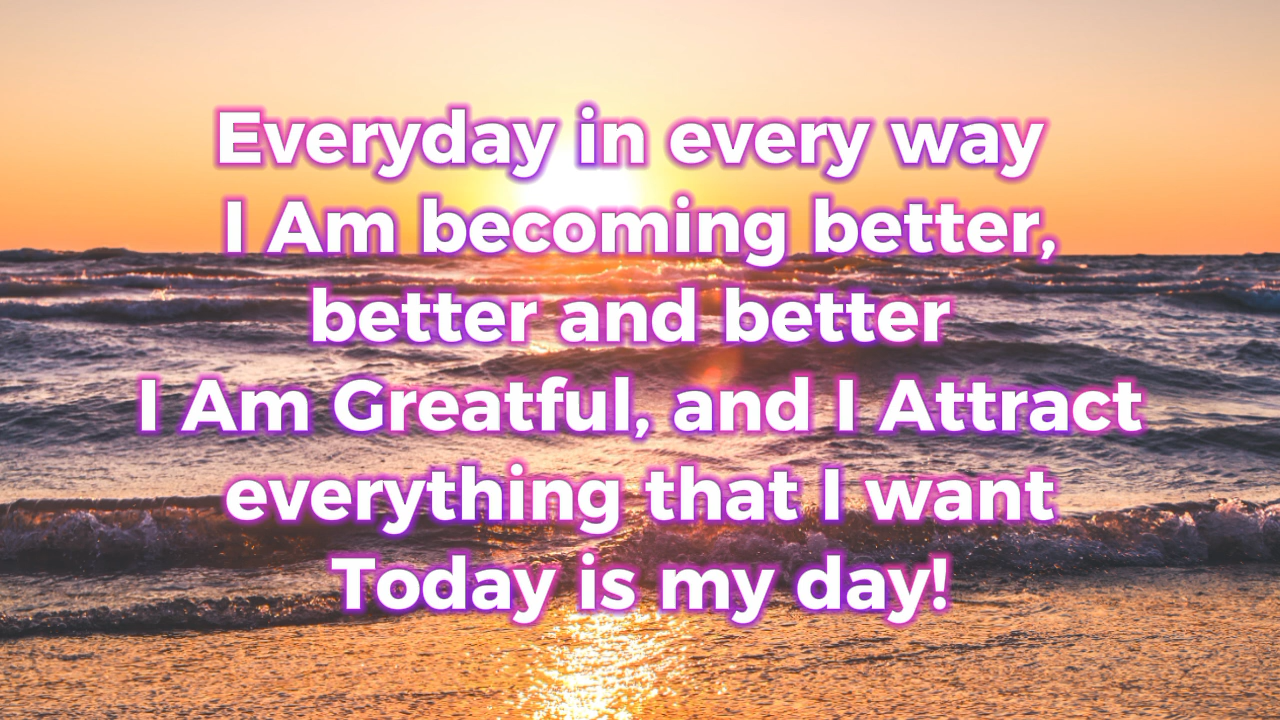 Everyday in every way
I Am becoming better,
better and better
I Am Greatful, and I Attract
everything that I want
Today is my day!